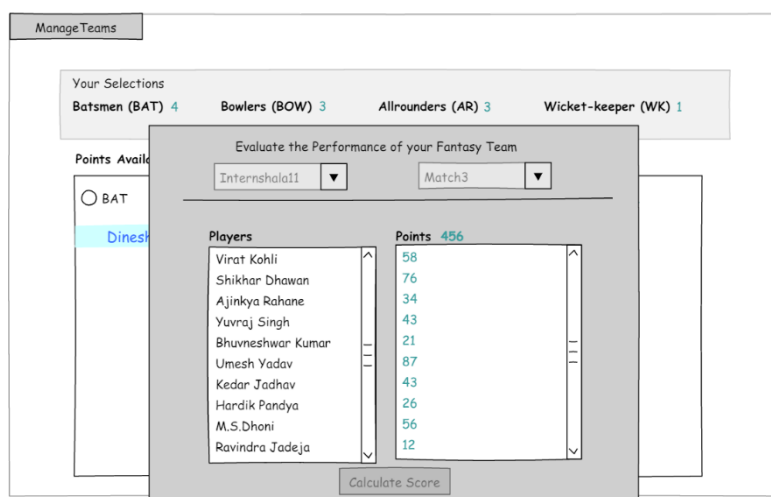 ManageTeams
Your Selections
Batsmen (BAT) 4 Bowlers (BOW) 3 Allrounders (AR) 3 Wicket-keeper (WK) 1
Points Availa
BAT
Dinesh
Evaluate the Performance of your Fantasy Team
Internshala11 Match3
Players Points 456
Virat Kohli 58
Shikhar Dhawan 76
Ajinkya Rahane 34
Yuvraj Singh 43
Bhuvneshwar Kumar 21
Umesh Yadav 87
Kedar Jadhav 43
Hardik Pandya 26
M.S.Dhoni 56
Ravindra Jadeja 12
Calculate Score